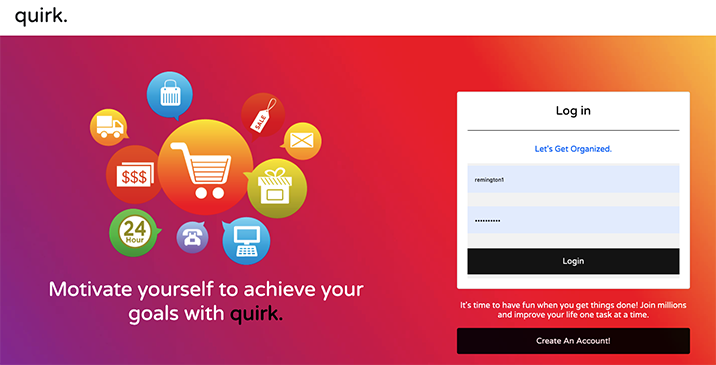 quirk.
SALE
$$$
24
Hour
Motivate yourself to achieve your
goals with quirk.
Log in
Let's Get Organized.
remington1
••••••••••
Login
It's time to have fun when you get things done! Join millions
and improve your life one task at a time.
Create An Account!